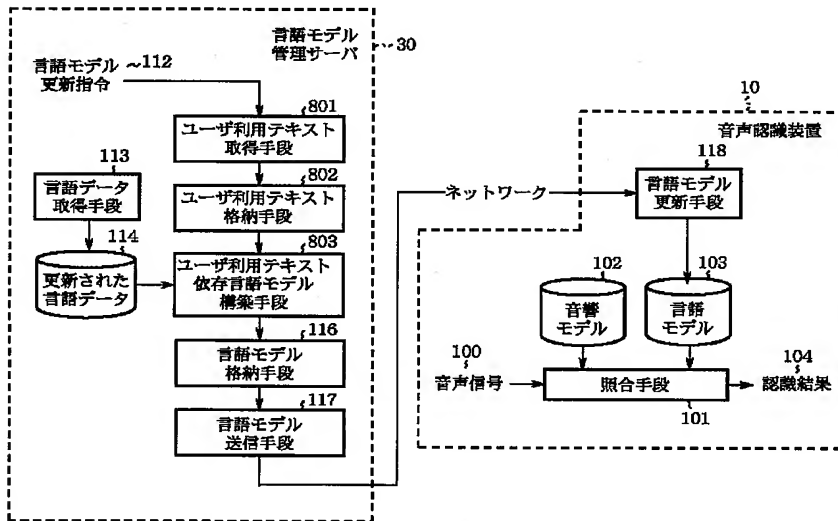 言語モデル
管理サーバ
30
言語モデル
更新指令
112
801
ユーザ利用テキスト
取得手段
113
言語データ
取得手段
802
ユーザ利用テキスト
格納手段
114
更新された
言語データ
803
ユーザ利用テキスト
依存言語モデル
構築手段
116
言語モデル
格納手段
117
言語モデル
送信手段
ネットワーク
10
音声認識装置
118
言語モデル
更新手段
102
音響
モデル
103
言語
モデル
100
音声信号
照合手段
101
104
認識結果